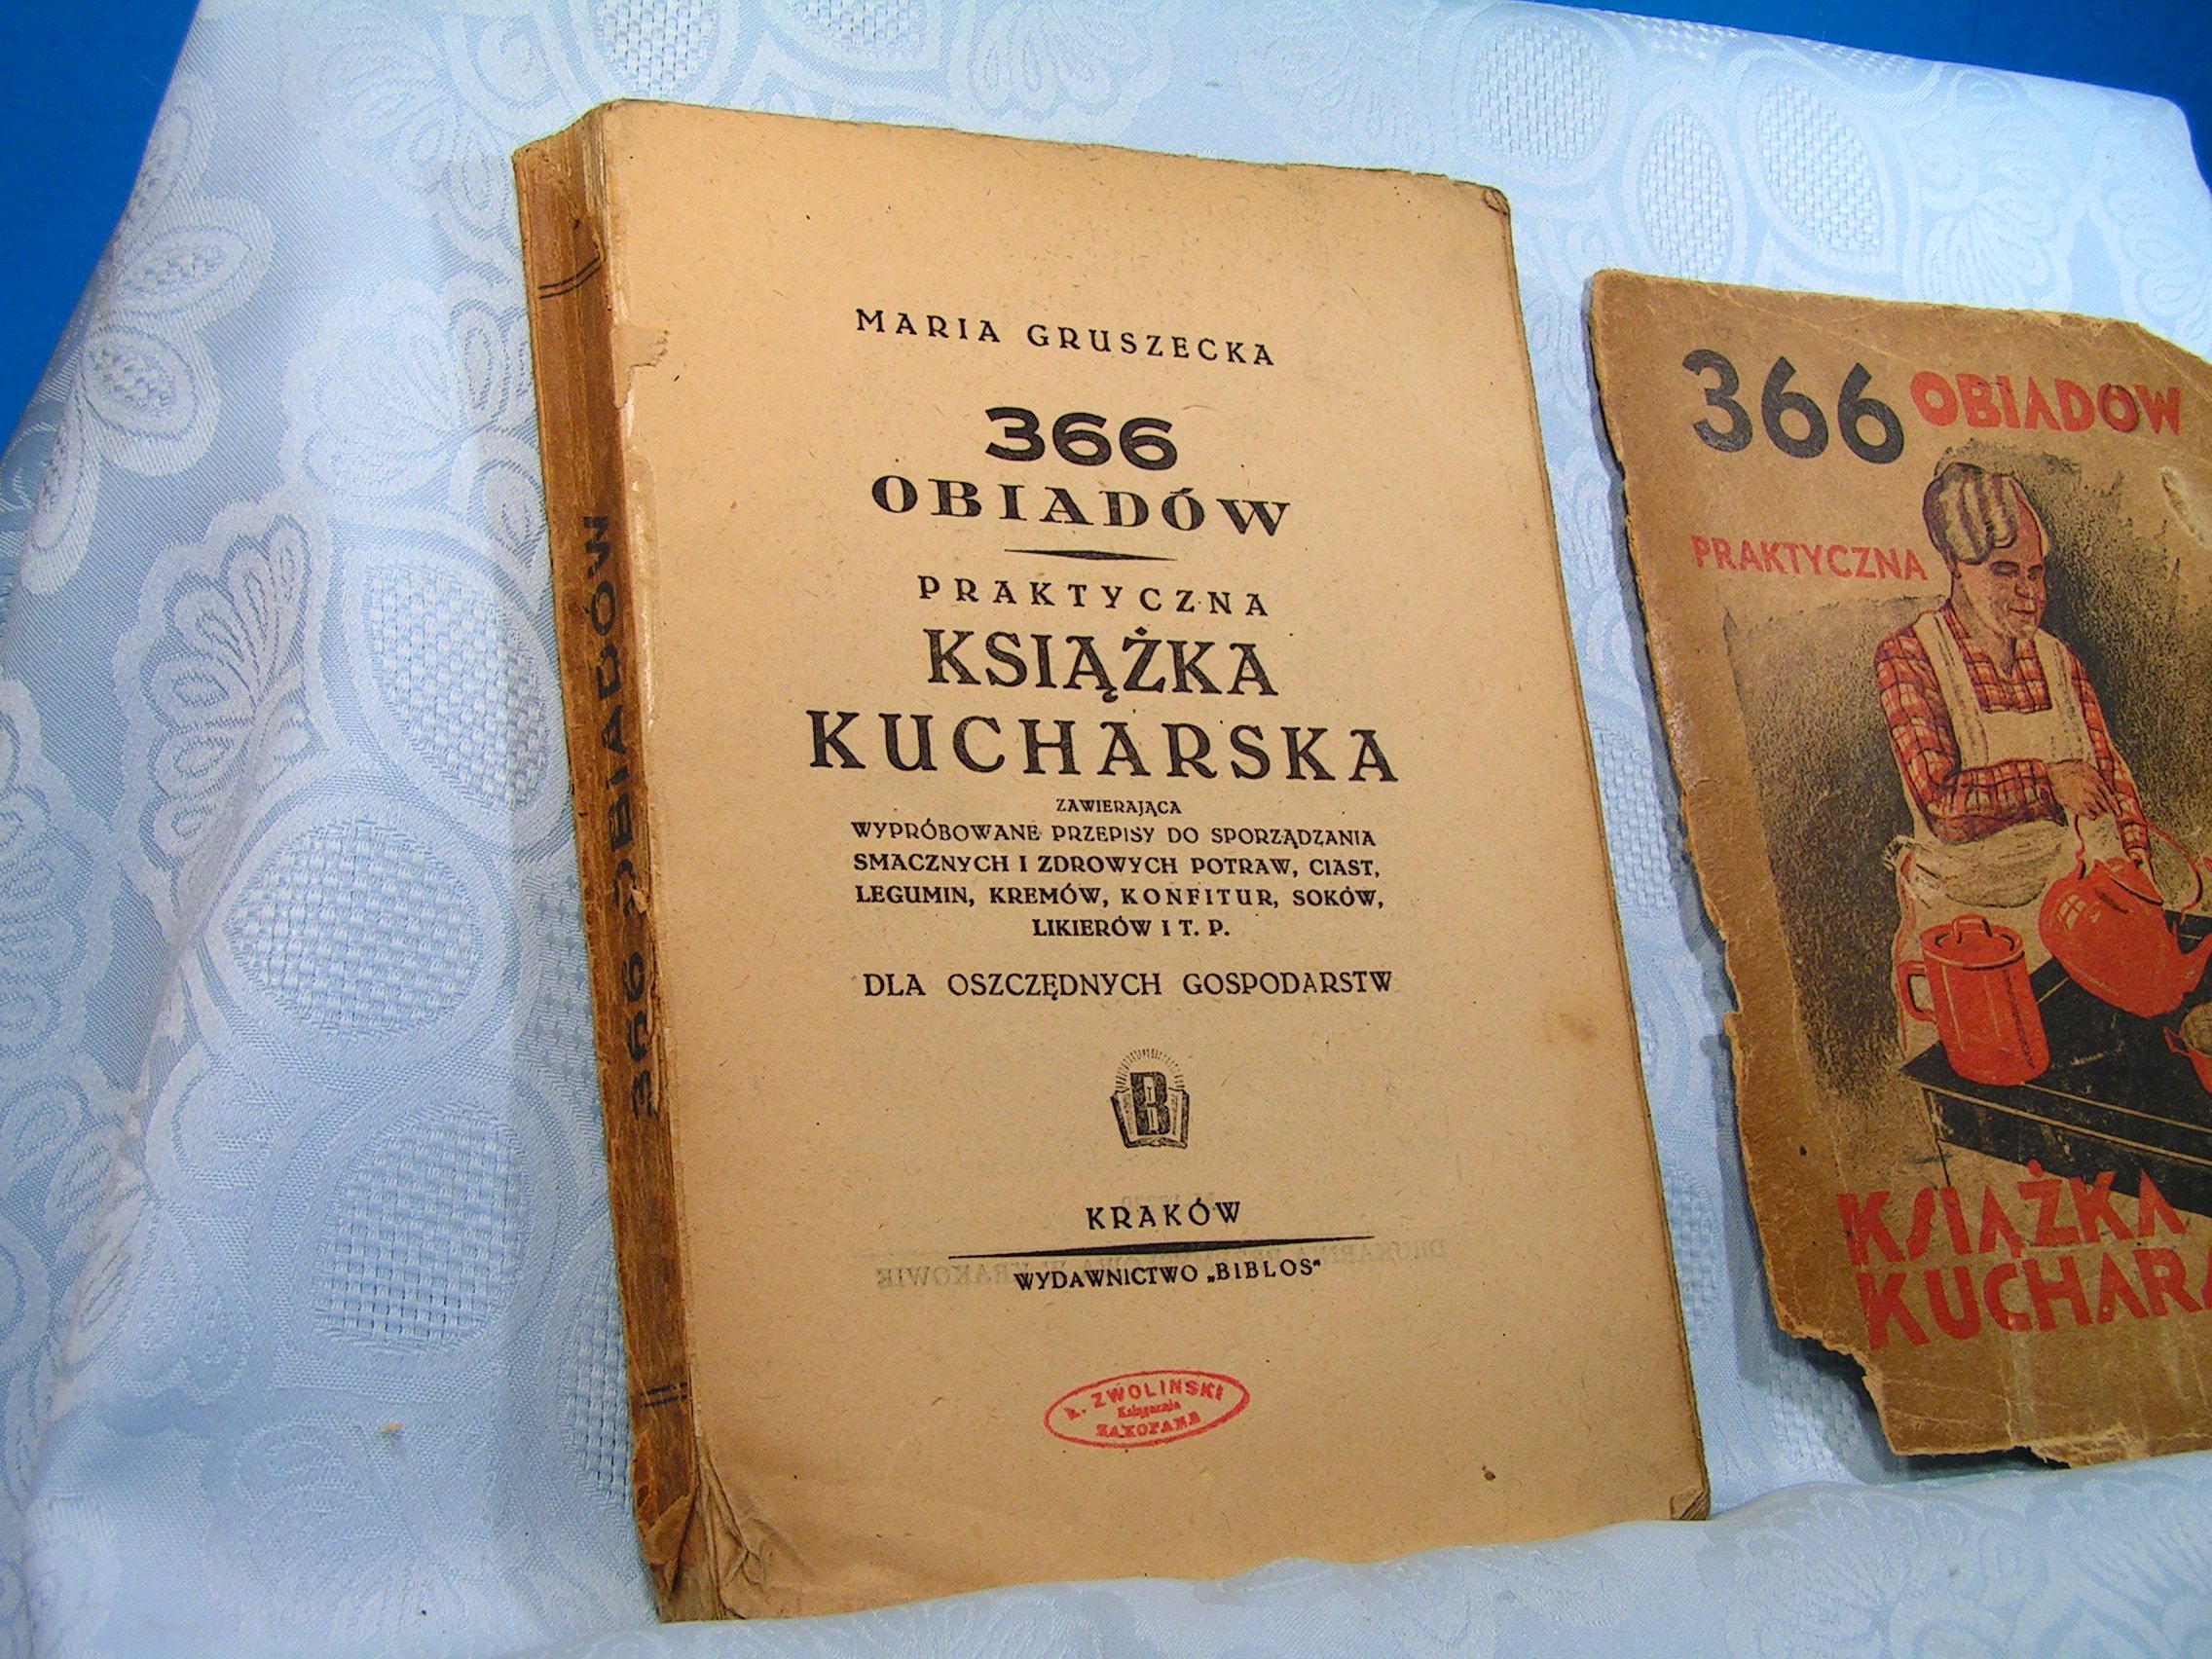 MARIA GRUSZECKA
366
OBIADÓW
PRAKTYCZNA
KSIĄŻKA
KUCHARSKA
ZAWIERAJĄCA
WYPRÓBOWANE PRZEPISY DO SPORZĄDZANIA
SMACZNYCH I ZDROWYCH POTRAW, CIAST,
LEGUMIN, KREMÓW, KONFITUR, SOKÓW,
LIKIERÓW I T. P.
DLA OSZCZĘDNYCH GOSPODARSTW
B
KRAKÓW
WYDAWNICTWO „BIBLOS"
ZWOLINSKI
Księgarnia
ZAKOPANE
366 OBIADÓW
366 OBIADÓW
PRAKTYCZNA
KSIĄŻKA
KUCHAR